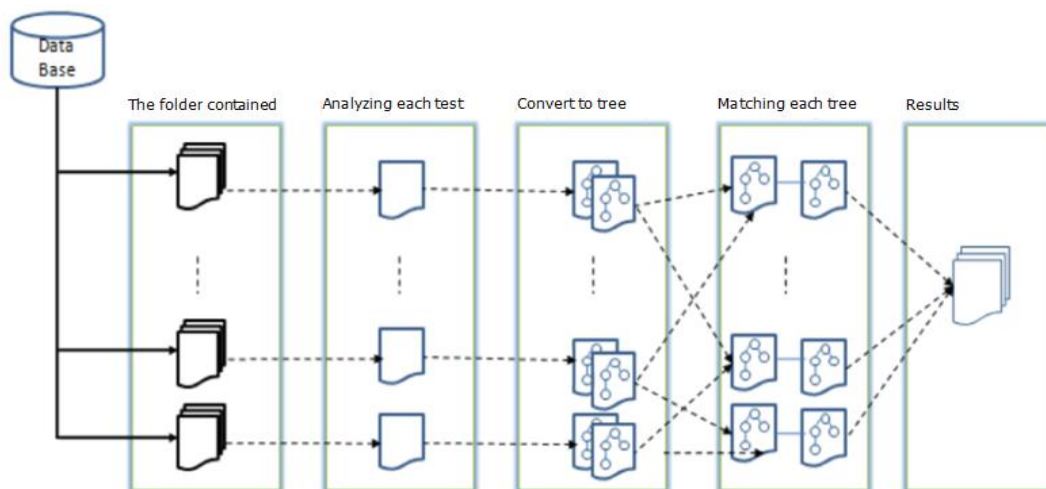 Data
Base
The folder contained
Analyzing each test
Convert to tree
Matching each tree
Results